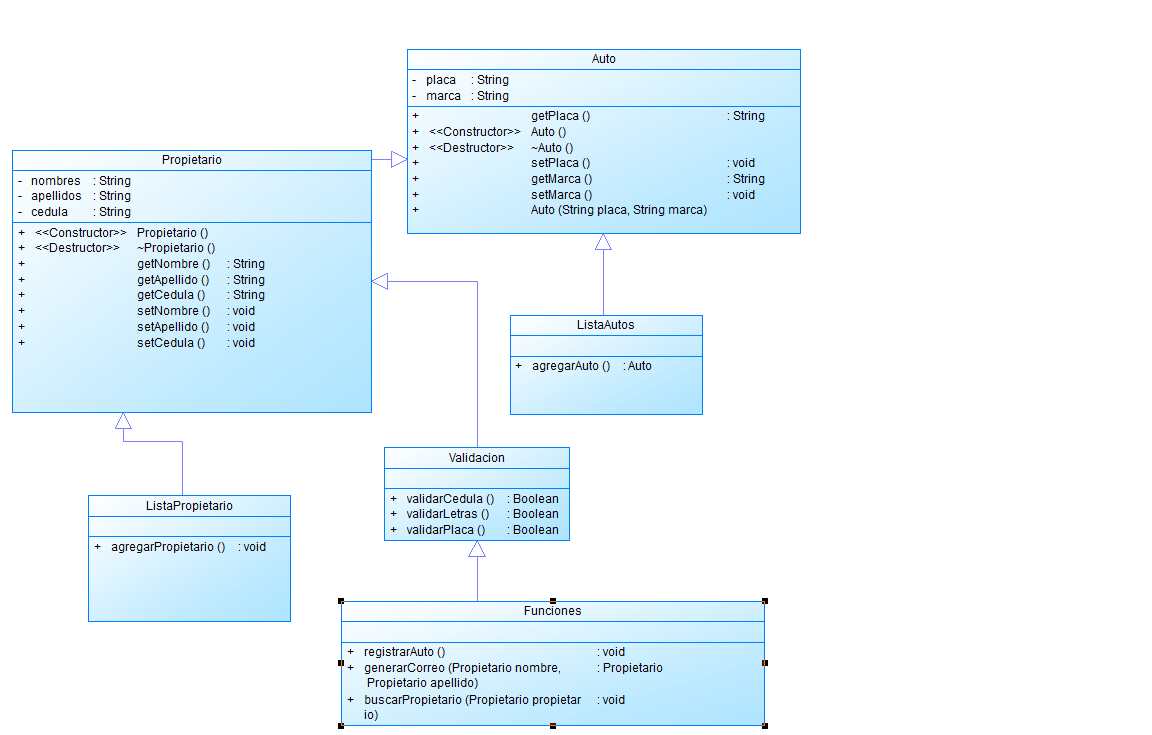 Auto
- placa : String
- marca : String
+ getPlaca () : String
+ <<Constructor>> Auto ()
+ <<Destructor>> ~Auto ()
+ setPlaca () : void
+ getMarca () : String
+ setMarca () : void
+ Auto (String placa, String marca)
Propietario
- nombres : String
- apellidos : String
- cedula : String
+ <<Constructor>> Propietario ()
+ <<Destructor>> ~Propietario ()
+ getNombre () : String
+ getApellido () : String
+ getCedula () : String
+ setNombre () : void
+ setApellido () : void
+ setCedula () : void
ListaAutos
+ agregarAuto () : Auto
Validacion
+ validarCedula () : Boolean
+ validarLetras () : Boolean
+ validarPlaca () : Boolean
ListaPropietario
+ agregarPropietario () : void
Funciones
+ registrarAuto () : void
+ generarCorreo (Propietario nombre, : Propietario
Propietario apellido)
+ buscarPropietario (Propietario propietar : void
io)